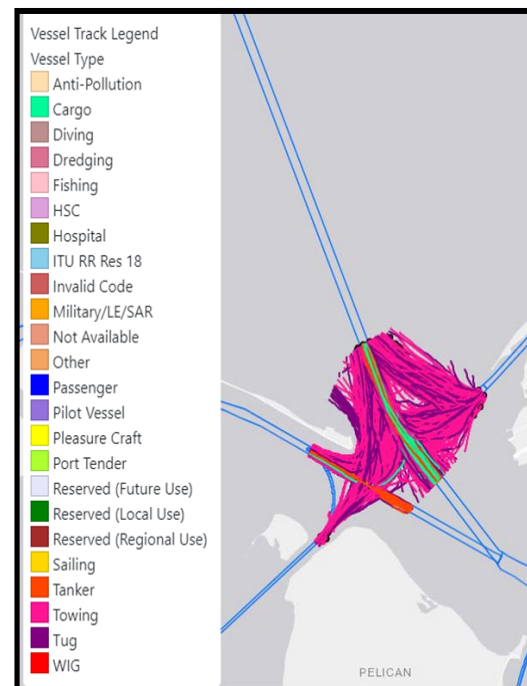 Vessel Track Legend
Vessel Type
Anti-Pollution
Cargo
Diving
Dredging
Fishing
HSC
Hospital
ITU RR Res 18
Invalid Code
Military/LE/SAR
Not Available
Other
Passenger
Pilot Vessel
Pleasure Craft
Port Tender
Reserved (Future Use)
Reserved (Local Use)
Reserved (Regional Use)
Sailing
Tanker
Towing
Tug
WIG
PELICAN